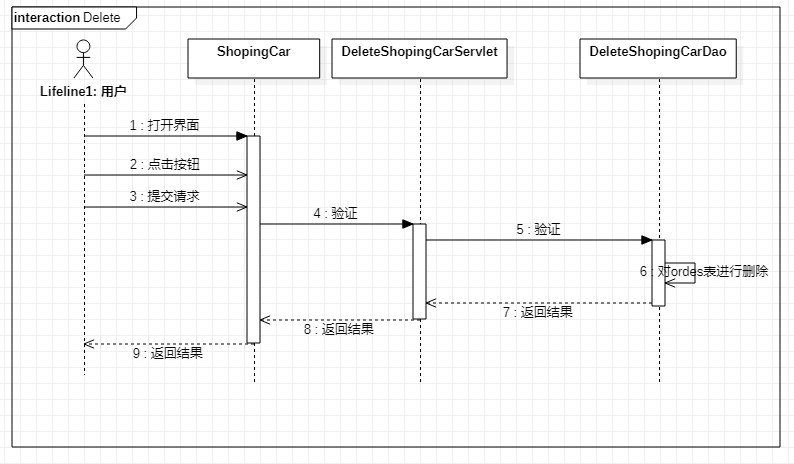 interaction Delete
ShopingCar
DeleteShopingCarServlet
DeleteShopingCarDao
Lifeline1: 用户
1 : 打开界面
2 : 点击按钮
3 : 提交请求
4 : 验证
5 : 验证
6 : 对ordes表进行删除
7 : 返回结果
8 : 返回结果
9 : 返回结果